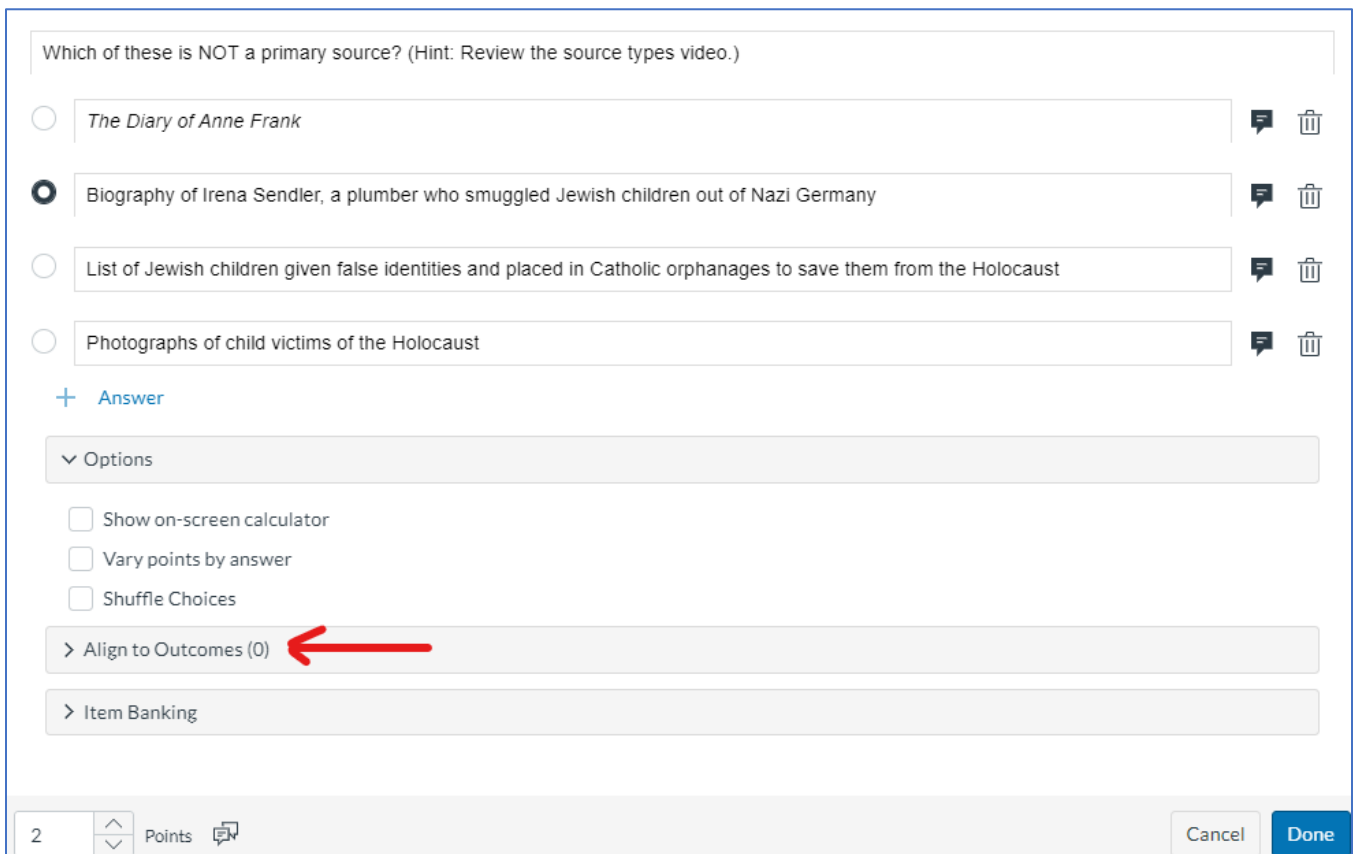 Which of these is NOT a primary source? (Hint: Review the source types video.)
The Diary of Anne Frank
Biography of Irena Sendler, a plumber who smuggled Jewish children out of Nazi Germany
List of Jewish children given false identities and placed in Catholic orphanages to save them from the Holocaust
Photographs of child victims of the Holocaust
+ Answer
Options
Show on-screen calculator
Vary points by answer
Shuffle Choices
Align to Outcomes (0)
Item Banking
2 Points Cancel Done